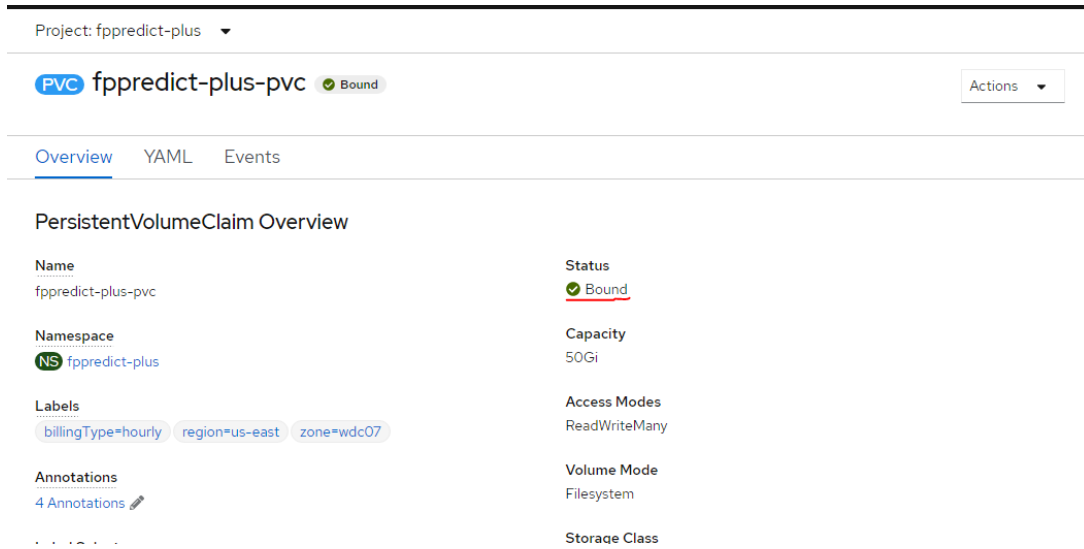 Project: fppredict-plus
PVC fppredict-plus-pvc Bound
Actions
Overview YAML Events
PersistentVolumeClaim Overview
Name
fppredict-plus-pvc
Namespace
NS fppredict-plus
Labels
billingType=hourly region=us-east zone=wdc07
Annotations
4 Annotations
Status
Bound
Capacity
50Gi
Access Modes
ReadWriteMany
Volume Mode
Filesystem
Storage Class